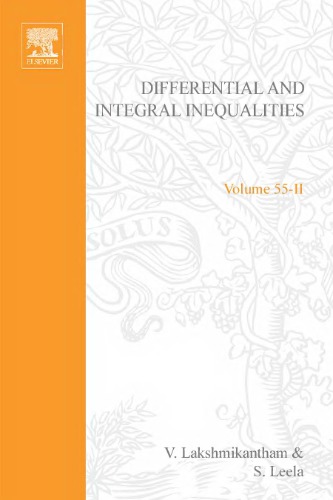 ELSEVIER
DIFFERENTIAL AND
INTEGRAL INEQUALITIES
Volume 55-II
SOLUS
V. Lakshmikantham &
S. Leela